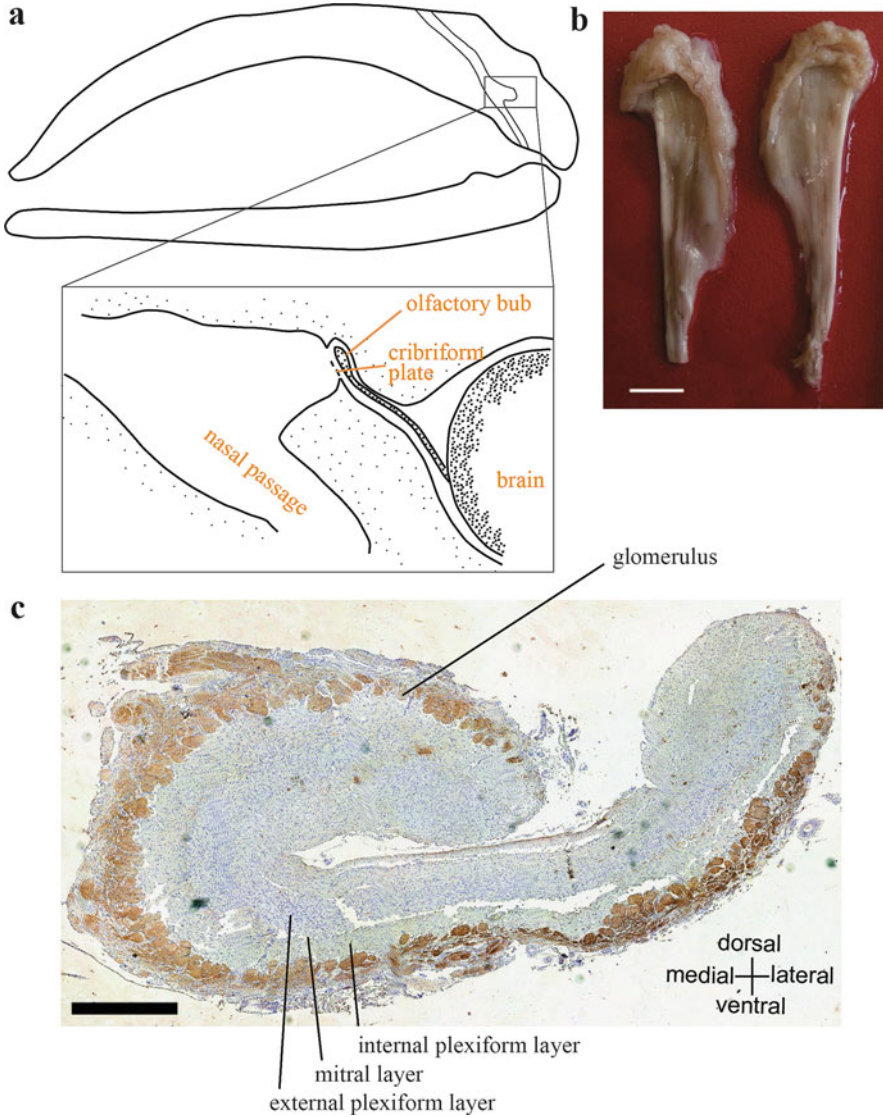 a
b
olfactory bub
cribriform
plate
nasal passage
brain
glomerulus
c
dorsal
medial lateral
ventral
internal plexiform layer
mitral layer
external plexiform layer